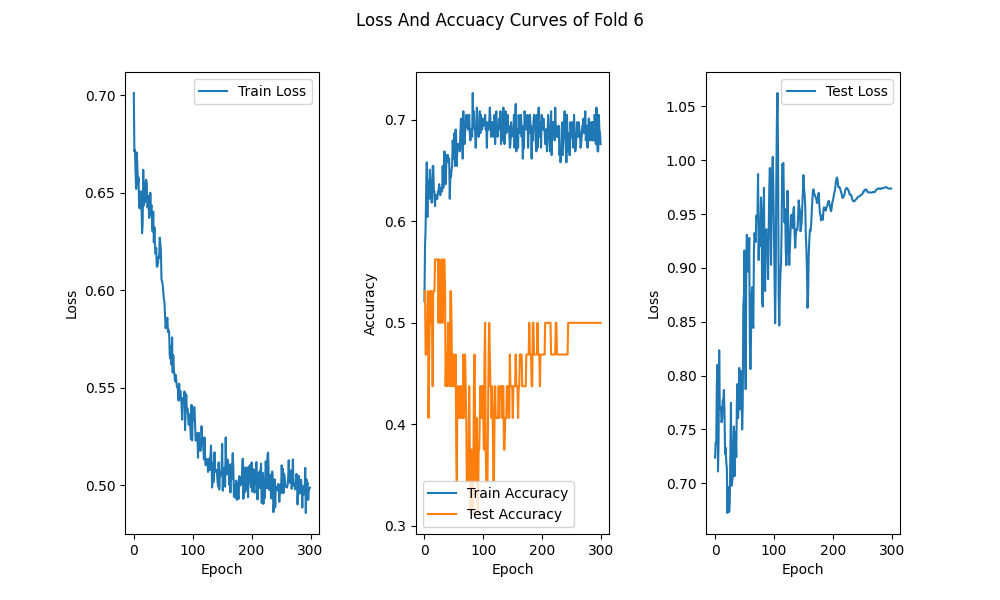 Loss And Accuacy Curves of Fold 6
Train Loss
0.70
0.65
0.60
0.55
0.50
Loss
0 100 200 300
Epoch
0.7
0.6
0.5
0.4
0.3
Accuracy
Train Accuracy
Test Accuracy
0 100 200 300
Epoch
Test Loss
1.05
1.00
0.95
0.90
0.85
0.80
0.75
0.70
Loss
0 100 200 300
Epoch